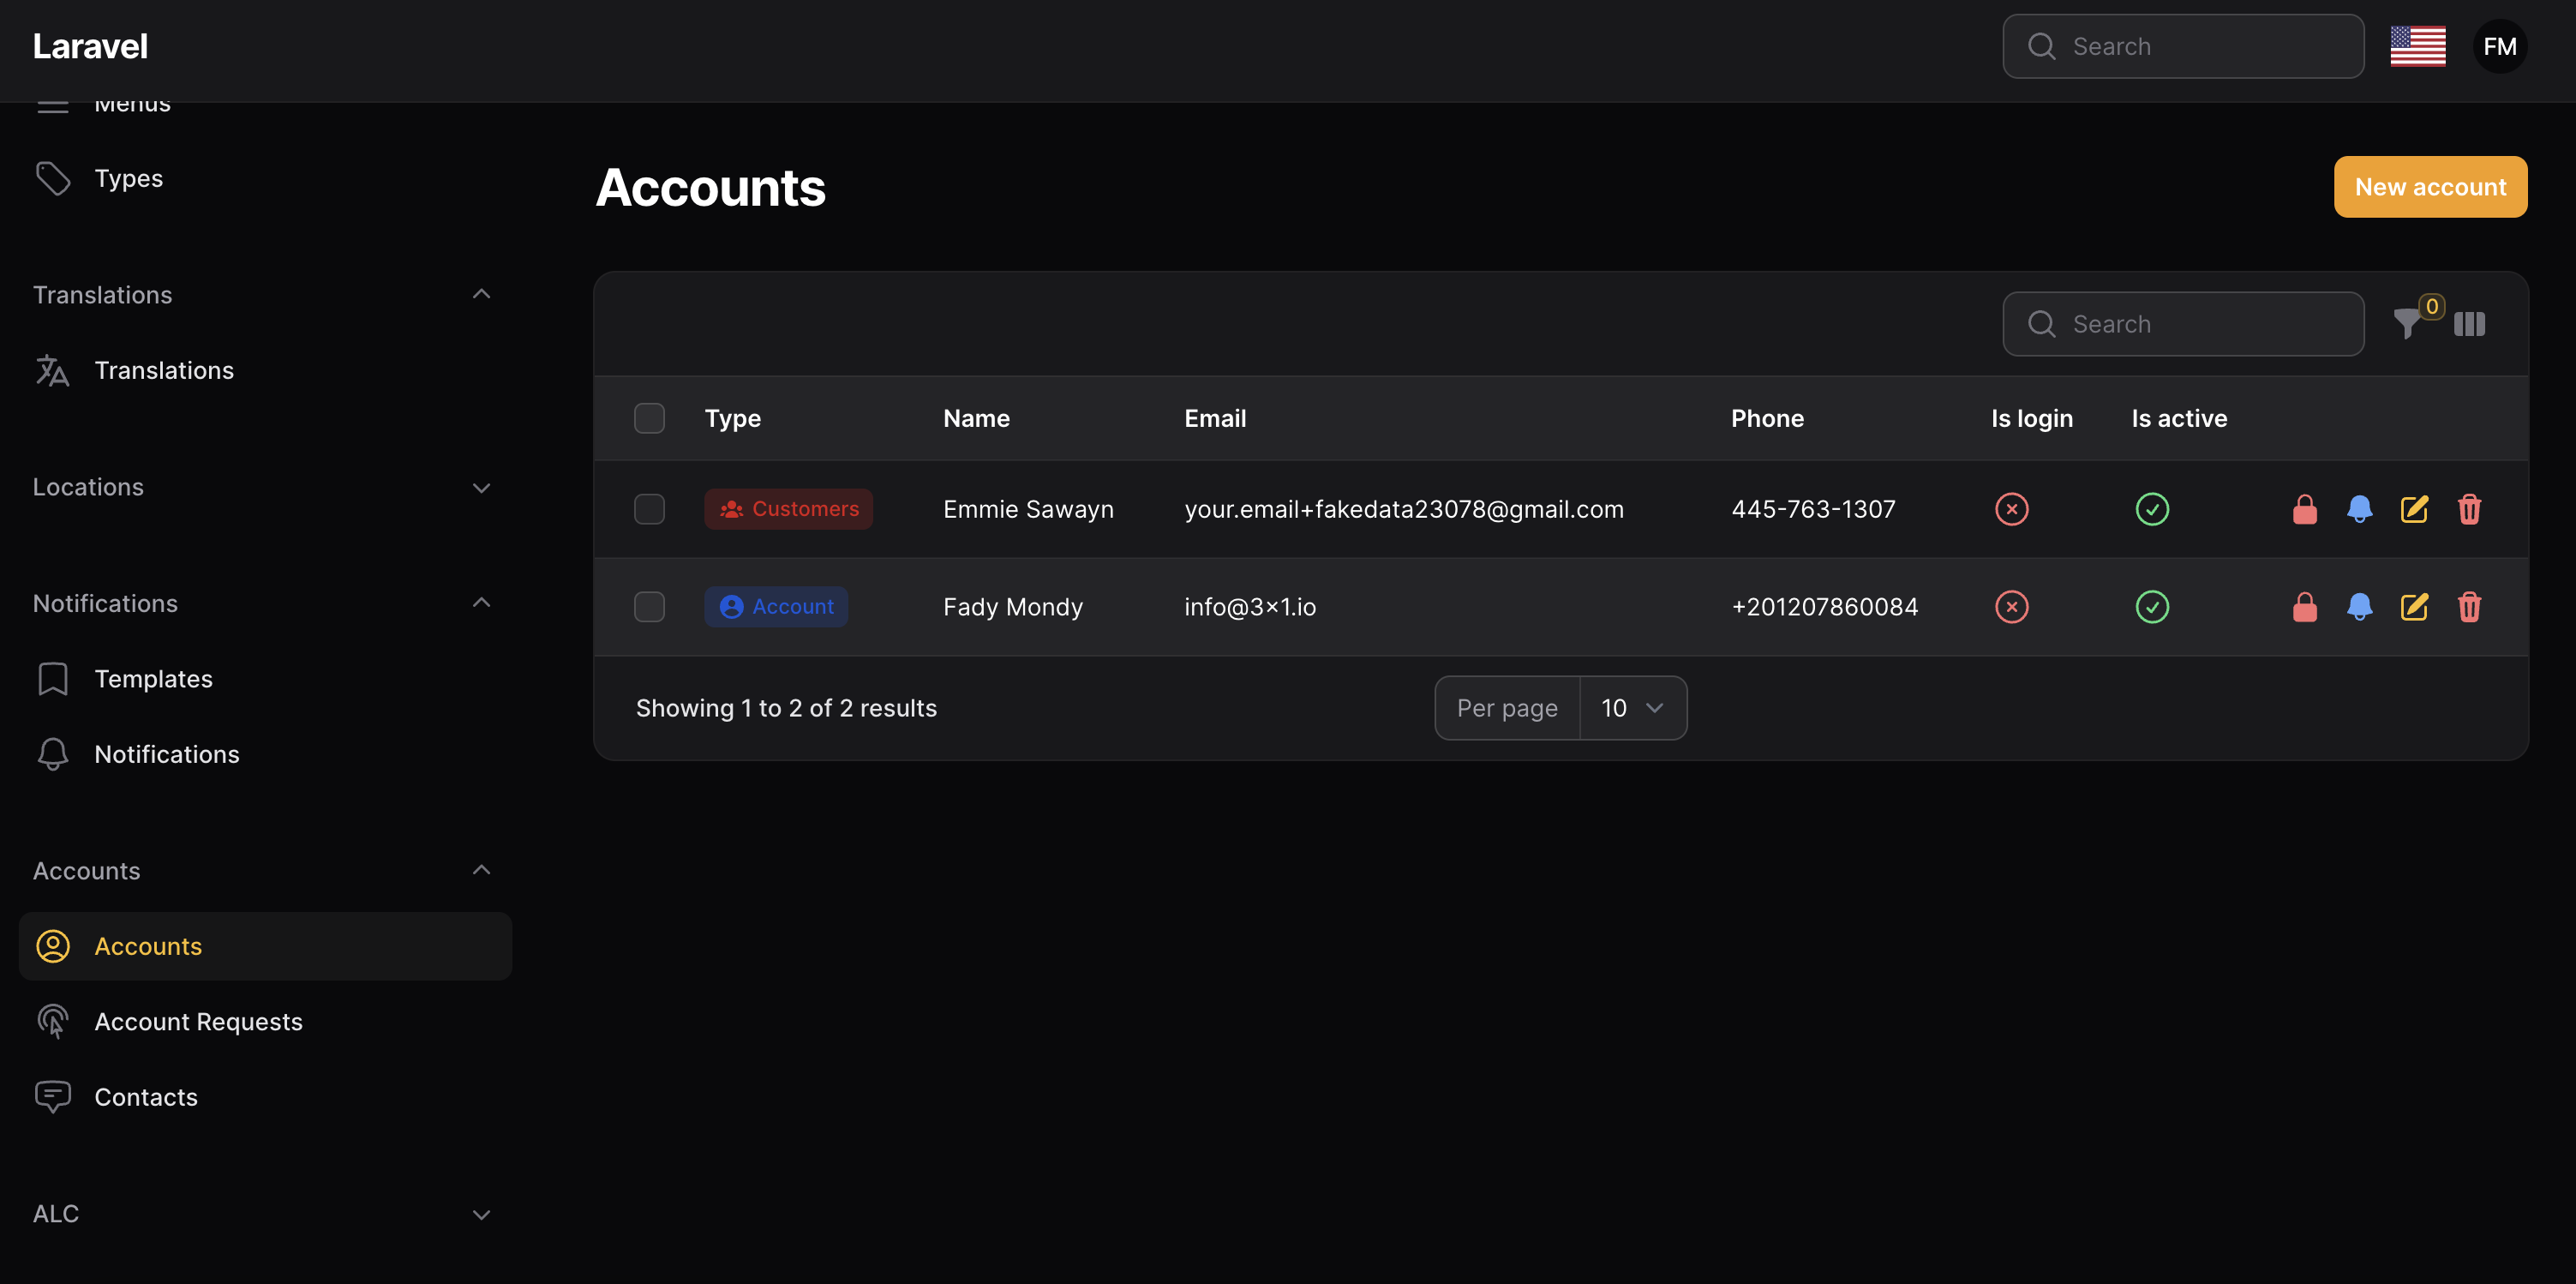 Laravel
Search
FM
Menus
Types
Translations
Translations
Locations
Notifications
Templates
Notifications
Accounts
Accounts
Account Requests
Contacts
ALC
Accounts
New account
Search
0
Type Name Email Phone Is login Is active
Customers Emmie Sawayn your.email+fakedata23078@gmail.com 445-763-1307
Account Fady Mondy info@3x1.io +201207860084
Showing 1 to 2 of 2 results
Per page 10